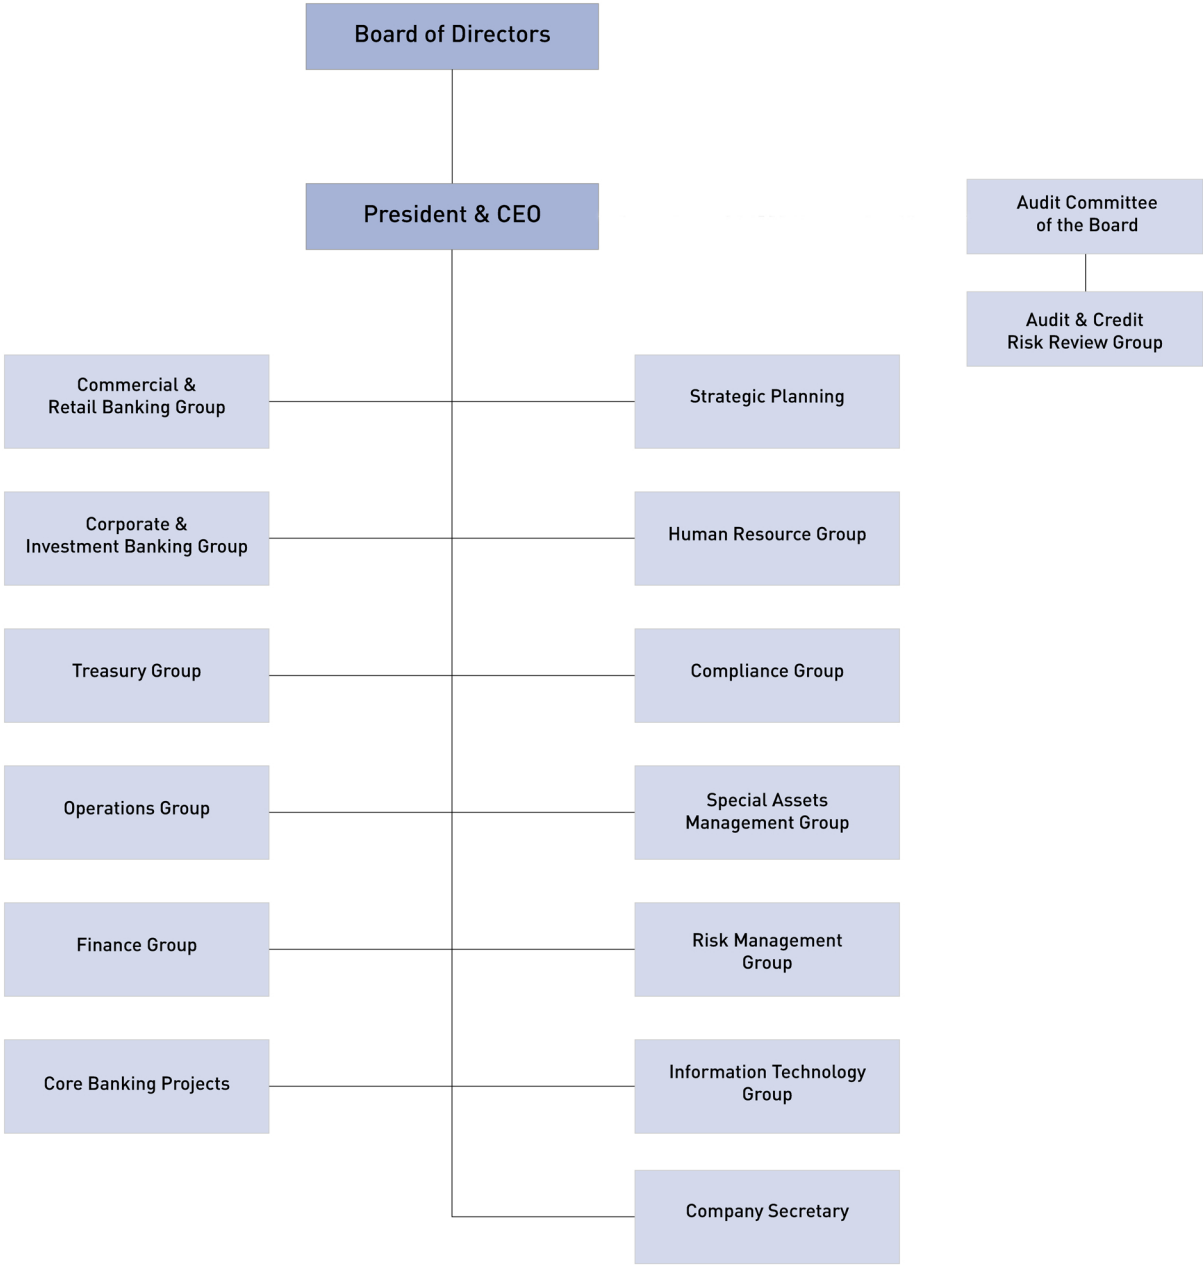 Board of Directors
President & CEO
Audit Committee
of the Board
Audit & Credit
Risk Review Group
Commercial &
Retail Banking Group
Strategic Planning
Corporate &
Investment Banking Group
Human Resource Group
Treasury Group
Compliance Group
Operations Group
Special Assets
Management Group
Finance Group
Risk Management
Group
Core Banking Projects
Information Technology
Group
Company Secretary